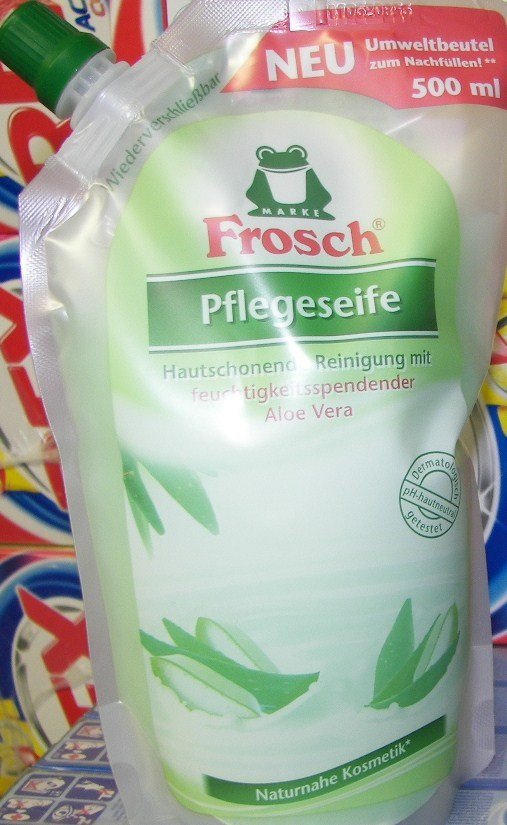 NEU
Umweltbeutel
zum Nachfüllen!**
500 ml
Wiederverschließbar
MARKE
Frosch®
Pflegeseife
Hautschonende Reinigung mit
feuchtigkeitsspendender
Aloe Vera
Dermatologisch
pH-hautneutral
getestet
Naturnahe Kosmetik*